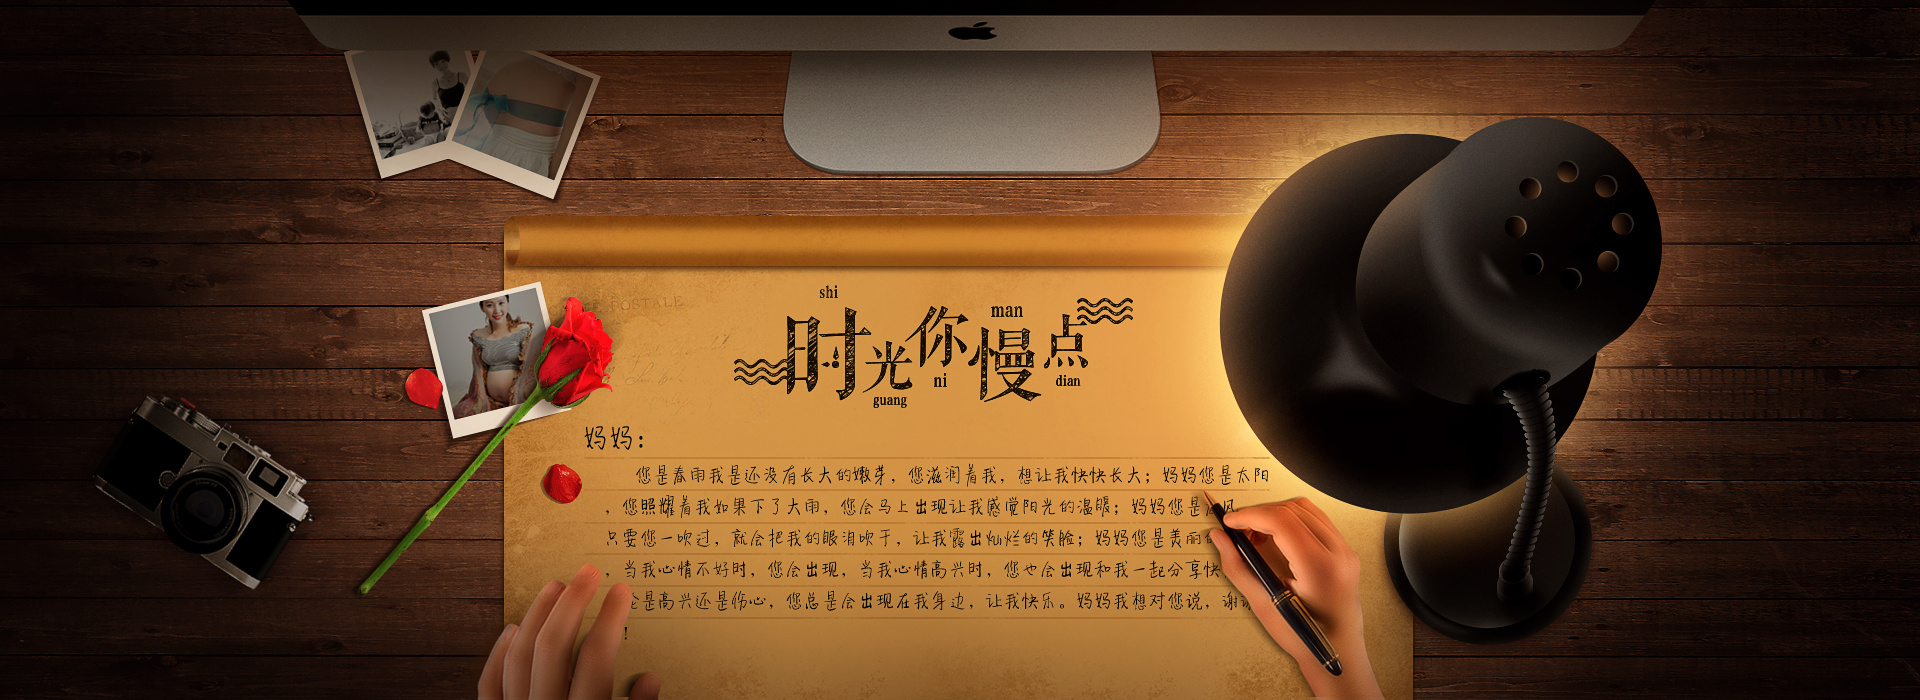 POSTALE
shi man
时光你慢点
guang ni dian
妈妈：
您是春雨我是还没有长大的嫩芽，您滋润着我，想让我快快长大；妈妈您是太阳
，您照耀着我如果下了大雨，您会马上出现让我感觉阳光的温暖；妈妈您是 风
只要您一吹过，就会把我的眼泪吹干，让我露出灿烂的笑脸；妈妈您是美丽
，当我心情不好时，您会出现，当我心情高兴时，您也会出现和我一起分享快
是高兴还是伤心，您总是会出现在我身边，让我快乐。妈妈我想对您说，谢
！